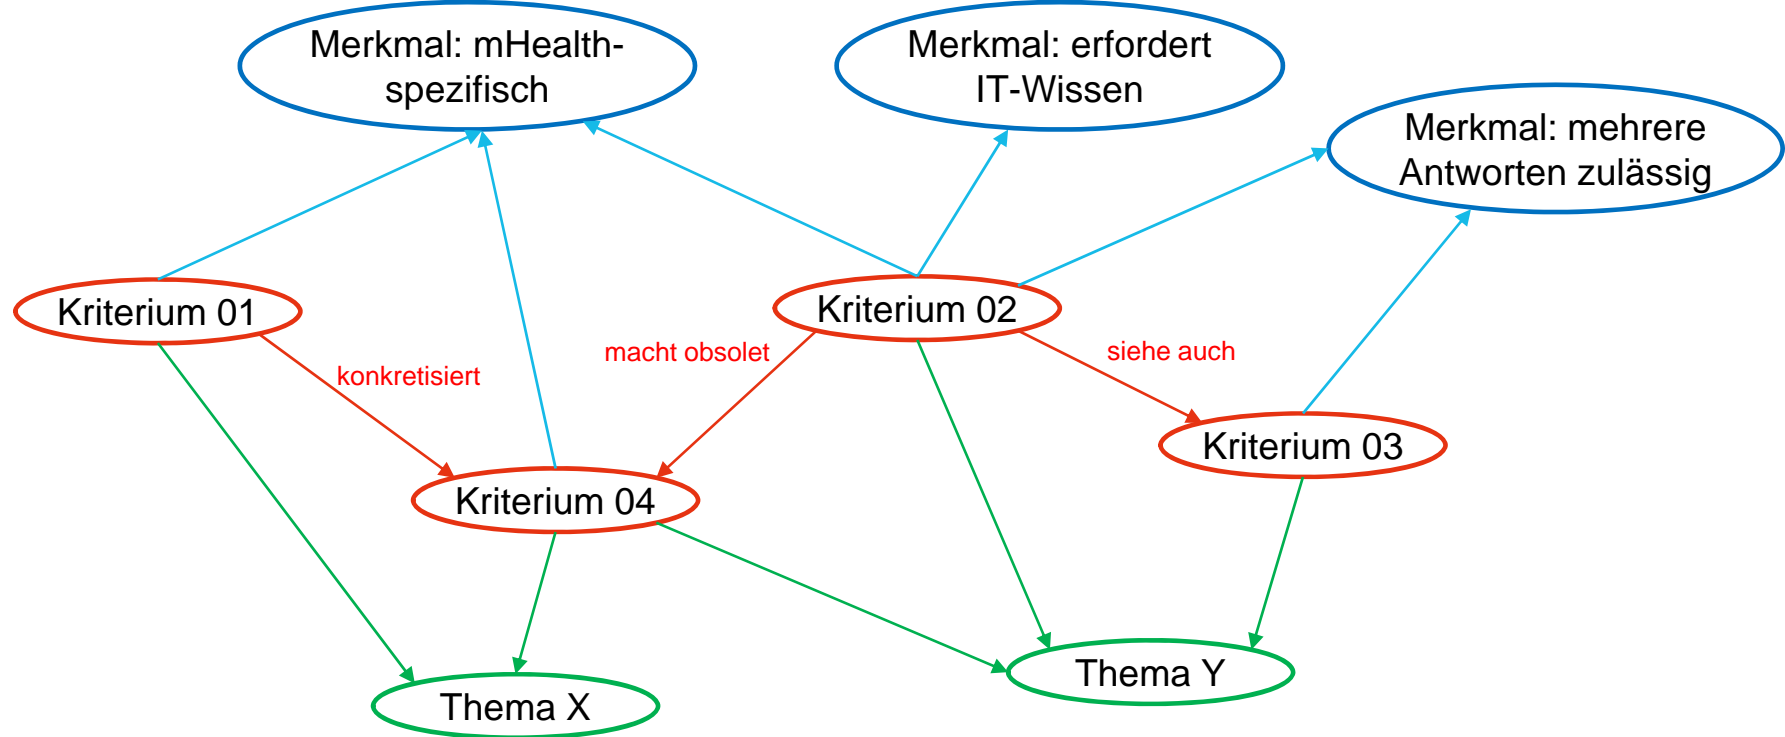 Merkmal: mHealth-
spezifisch
Merkmal: erfordert
IT-Wissen
Merkmal: mehrere
Antworten zulässig
Kriterium 01
Kriterium 02
macht obsolet
siehe auch
konkretisiert
Kriterium 03
Kriterium 04
Thema Y
Thema X